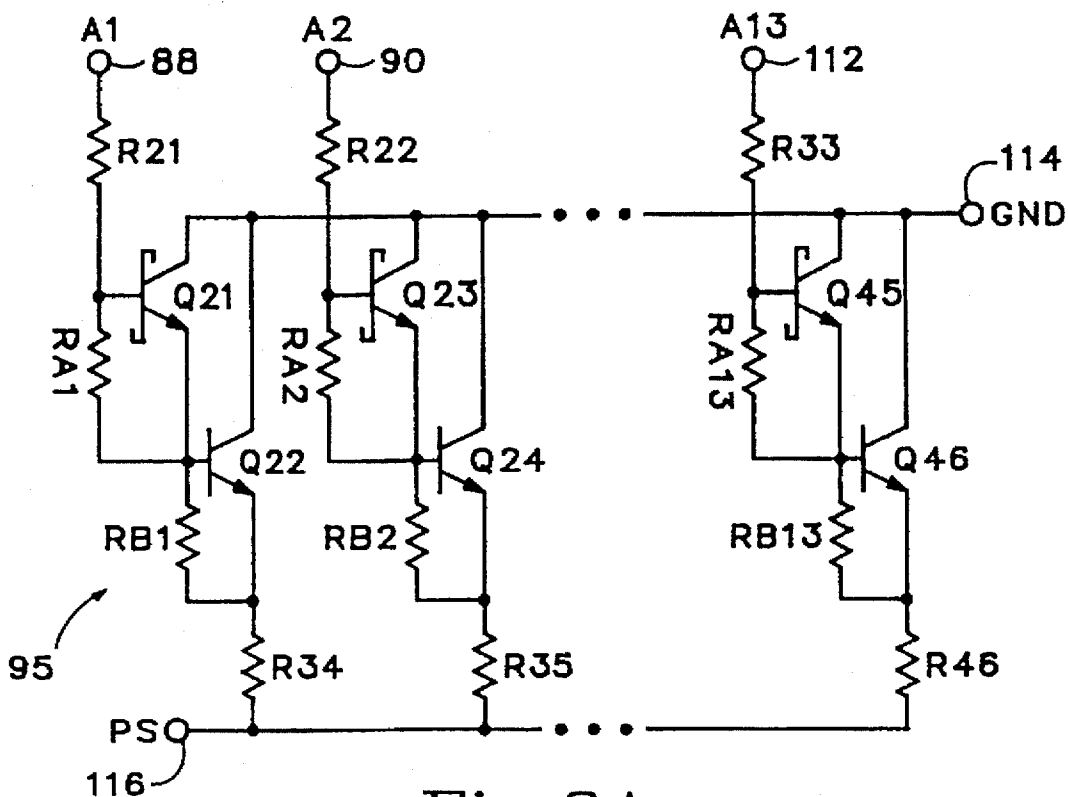 A1
A2
A13
88
90
112
R21
R22
R33
114
GND
Q21
Q23
Q45
RA1
RA2
RA13
Q22
Q24
Q46
RB1
RB2
RB13
95
R34
R35
R46
PS
116